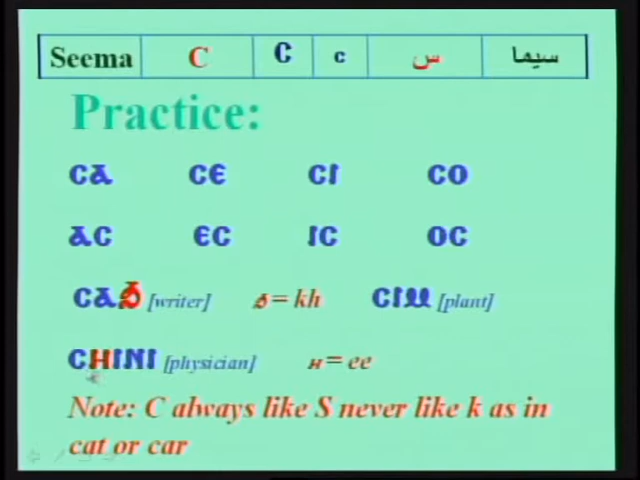 Seema C C c س سيما
Practice:
ⲥⲁ ⲥⲉ ⲥⲓ ⲥⲟ
ⲁⲥ ⲉⲥ ⲓⲥ ⲟⲥ
ⲥⲁϧ [writer] ϧ = kh ⲥⲓⲙ [plant]
ⲥⲏⲓⲛⲓ [physician] ⲏ = ee
Note: C always like S never like k as in
cat or car